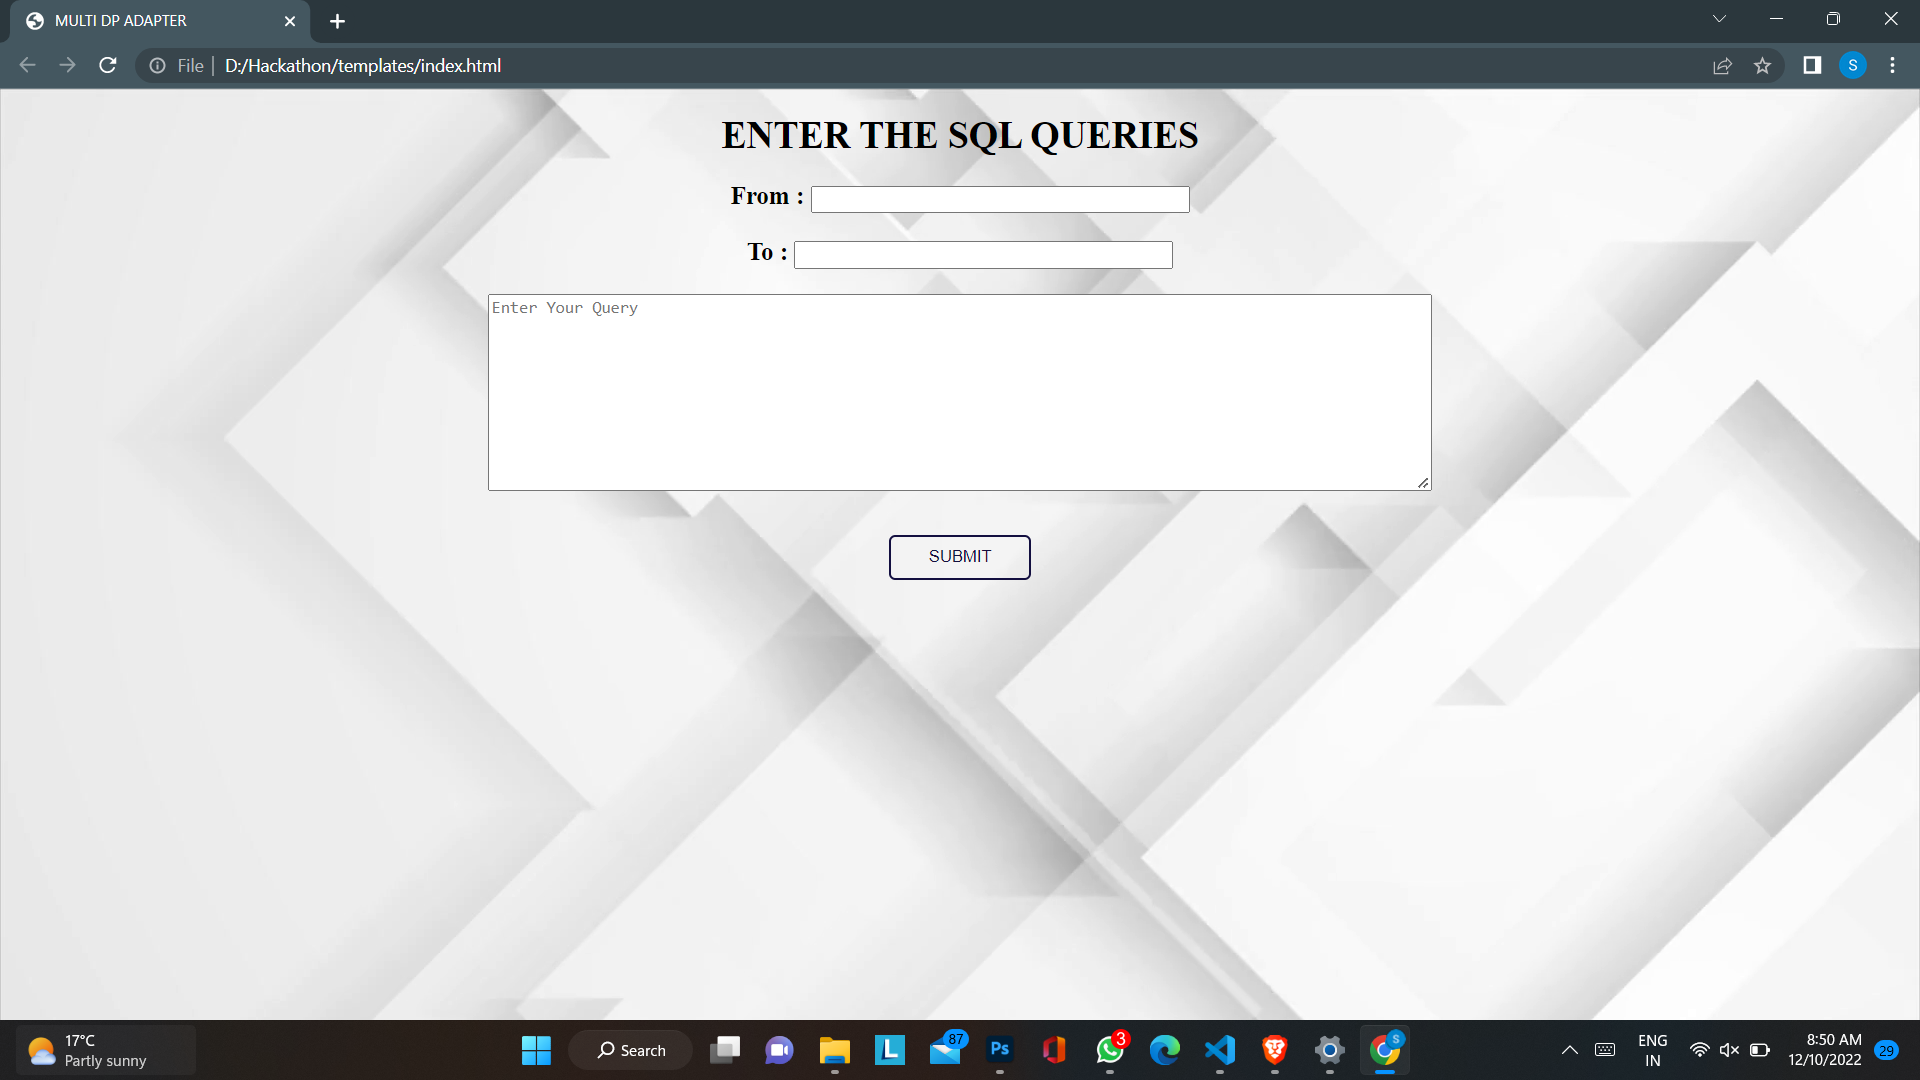 MULTI DP ADAPTER
File | D:/Hackathon/templates/index.html
S
ENTER THE SQL QUERIES
From :
To :
Enter Your Query
SUBMIT
17°C
Partly sunny
Search
L
87
Ps
3
S
ENG
IN
8:50 AM
12/10/2022
29